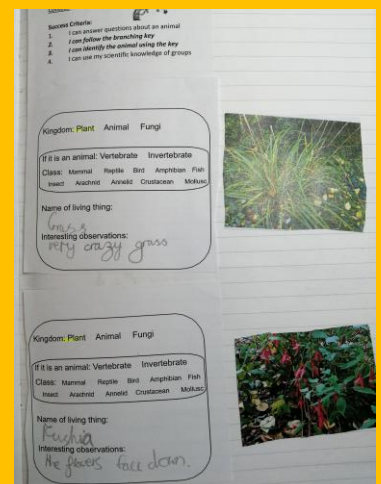 Success Criteria:
1. I can answer questions about an animal
2. I can follow the branching key
3. I can identify the animal using the key
4. I can use my scientific knowledge of groups
Kingdom: Plant Animal Fungi
If it is an animal: Vertebrate Invertebrate
Class: Mammal Reptile Bird Amphibian Fish
Insect Arachnid Annelid Crustacean Mollusc
Name of living thing:
Grass
Interesting observations:
very crazy grass
Kingdom: Plant Animal Fungi
If it is an animal: Vertebrate Invertebrate
Class: Mammal Reptile Bird Amphibian Fish
Insect Arachnid Annelid Crustacean Mollusc
Name of living thing:
Fuchia
Interesting observations:
the flowers face down.